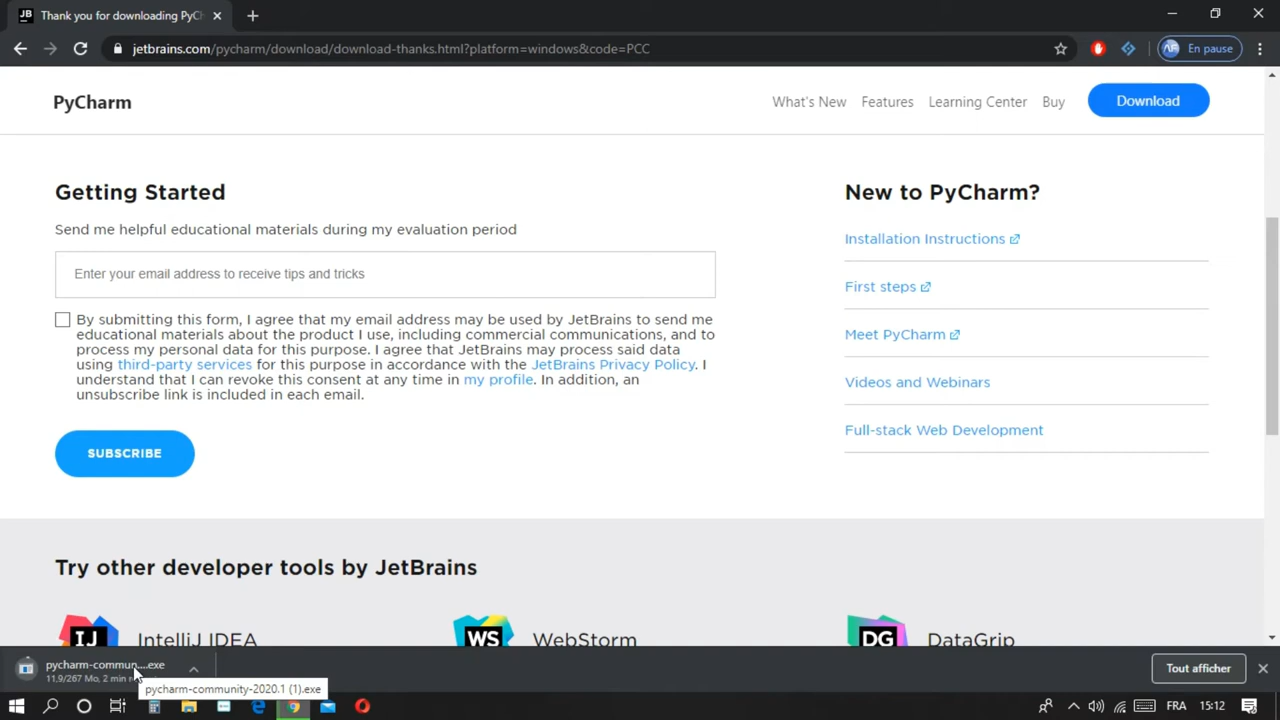 JB Thank you for downloading PyCh
jetbrains.com/pycharm/download/download-thanks.html?platform=windows&code=PCC
En pause
PyCharm
What's New Features Learning Center Buy Download
Getting Started
Send me helpful educational materials during my evaluation period
Enter your email address to receive tips and tricks
By submitting this form, I agree that my email address may be used by JetBrains to send me
educational materials about the product I use, including commercial communications, and to
process my personal data for this purpose. I agree that JetBrains may process said data
using third-party services for this purpose in accordance with the JetBrains Privacy Policy. I
understand that I can revoke this consent at any time in my profile. In addition, an
unsubscribe link is included in each email.
SUBSCRIBE
New to PyCharm?
Installation Instructions
First steps
Meet PyCharm
Videos and Webinars
Full-stack Web Development
Try other developer tools by JetBrains
IJ IntelliJ IDEA
WS WebStorm
DG DataGrip
pycharm-commun....exe
11,9/267 Mo, 2 min
pycharm-community-2020.1 (1).exe
Tout afficher
FRA 15:12